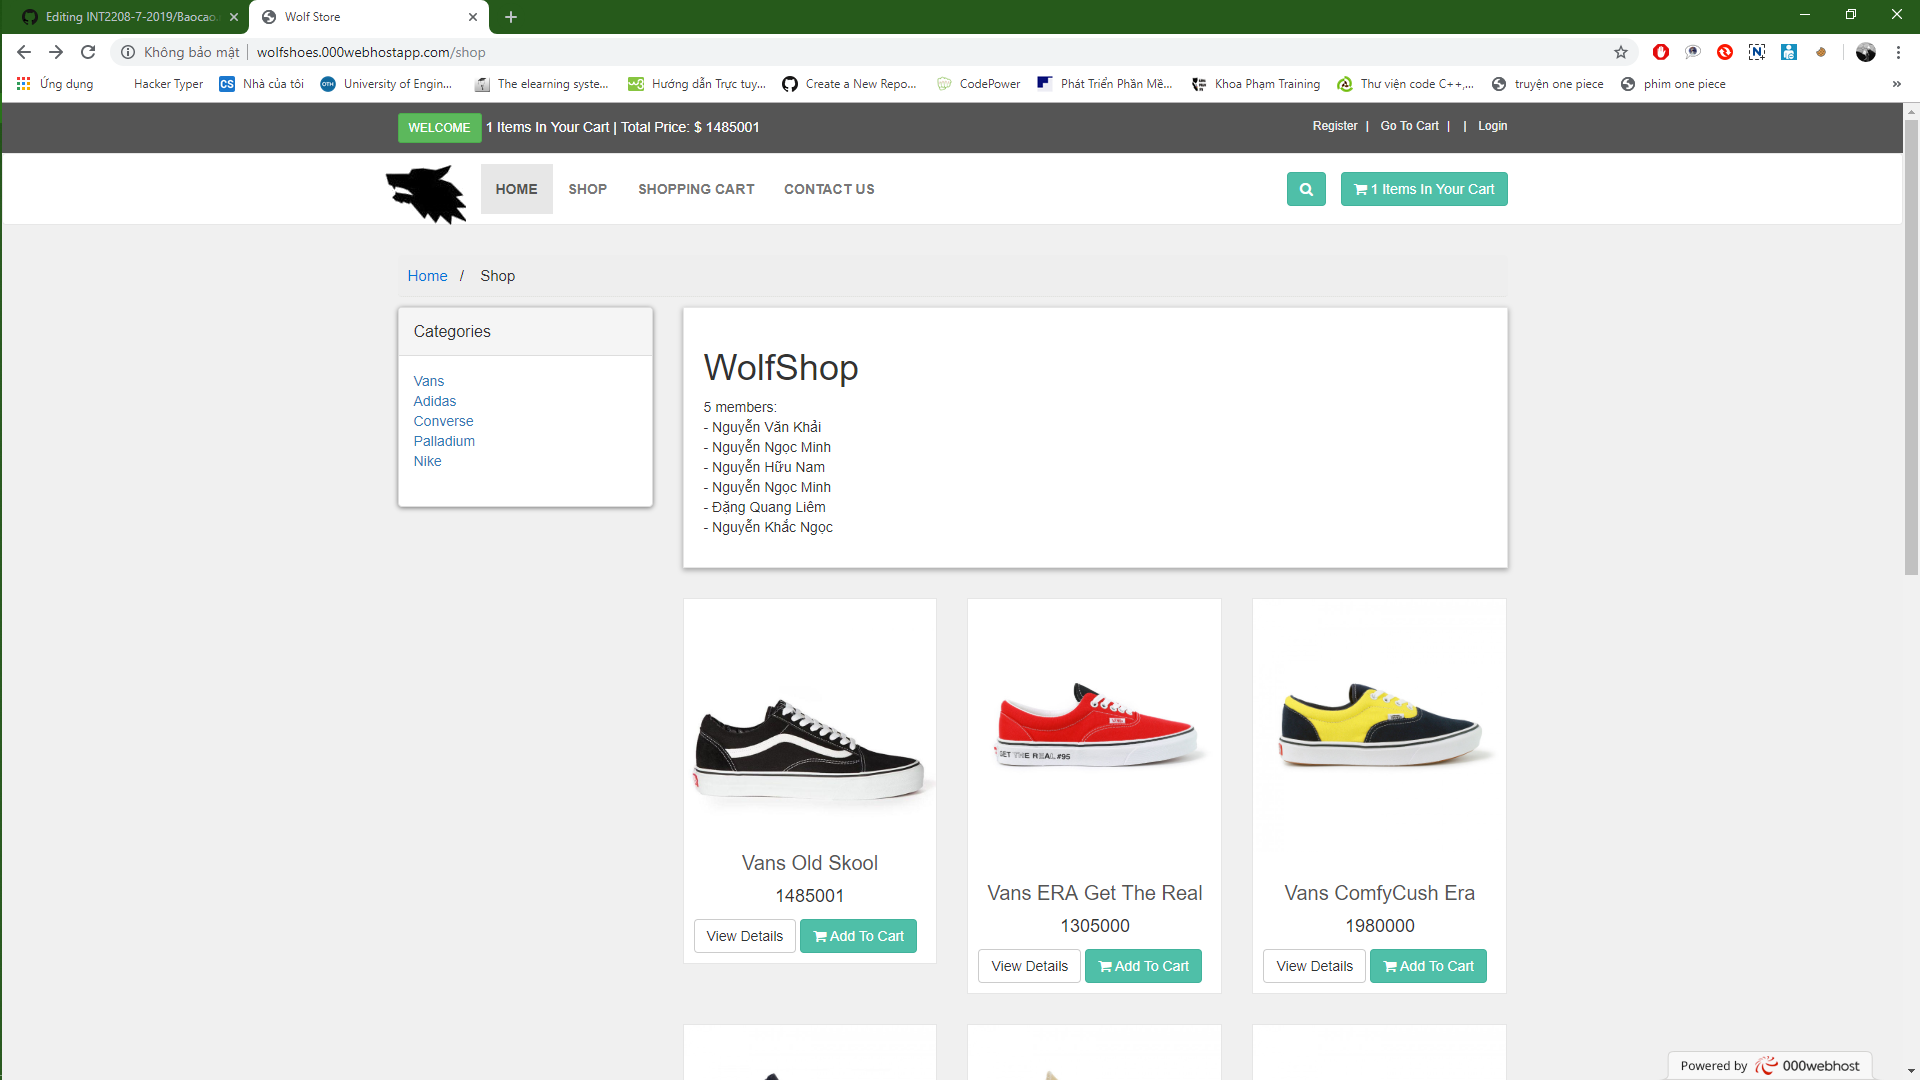 Editing INT2208-7-2019/Baocao.
Wolf Store
Không bảo mật
wolfshoes.000webhostapp.com/shop
Ứng dụng
Hacker Typer
CS Nhà của tôi
University of Engin...
The elearning syste...
Hướng dẫn Trực tuy...
Create a New Repo...
CodePower
Phát Triển Phần Mề...
Khoa Phạm Training
Thư viện code C++,...
truyện one piece
phim one piece
WELCOME 1 Items In Your Cart | Total Price: $ 1485001
Register | Go To Cart | | Login
HOME SHOP SHOPPING CART CONTACT US
1 Items In Your Cart
Home / Shop
Categories
Vans
Adidas
Converse
Palladium
Nike
WolfShop
5 members:
- Nguyễn Văn Khải
- Nguyễn Ngọc Minh
- Nguyễn Hữu Nam
- Nguyễn Ngọc Minh
- Đặng Quang Liêm
- Nguyễn Khắc Ngọc
GET THE REAL #95
Vans Old Skool
1485001
View Details Add To Cart
Vans ERA Get The Real
1305000
View Details Add To Cart
Vans ComfyCush Era
1980000
View Details Add To Cart
Powered by 000webhost